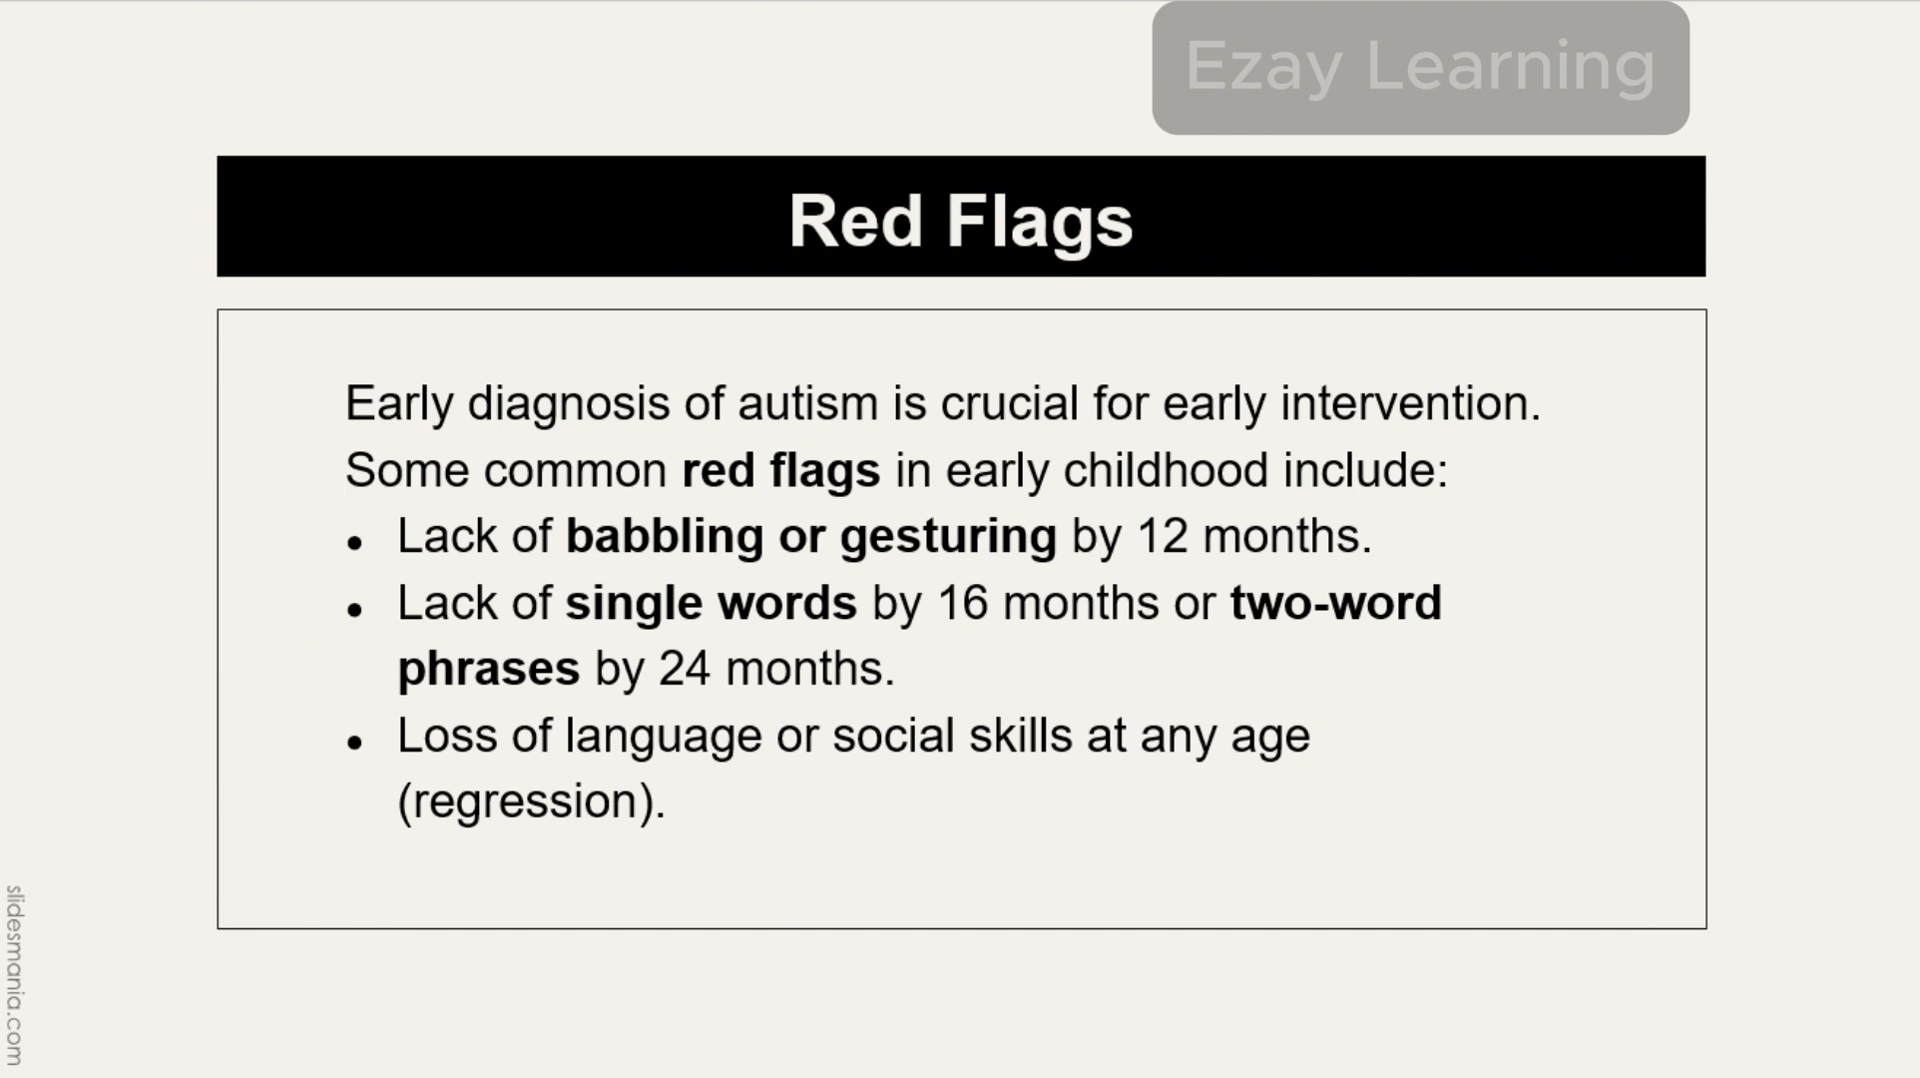 Ezay Learning
Red Flags
Early diagnosis of autism is crucial for early intervention.
Some common red flags in early childhood include:
• Lack of babbling or gesturing by 12 months.
• Lack of single words by 16 months or two-word
phrases by 24 months.
• Loss of language or social skills at any age
(regression).
slidesmania.com